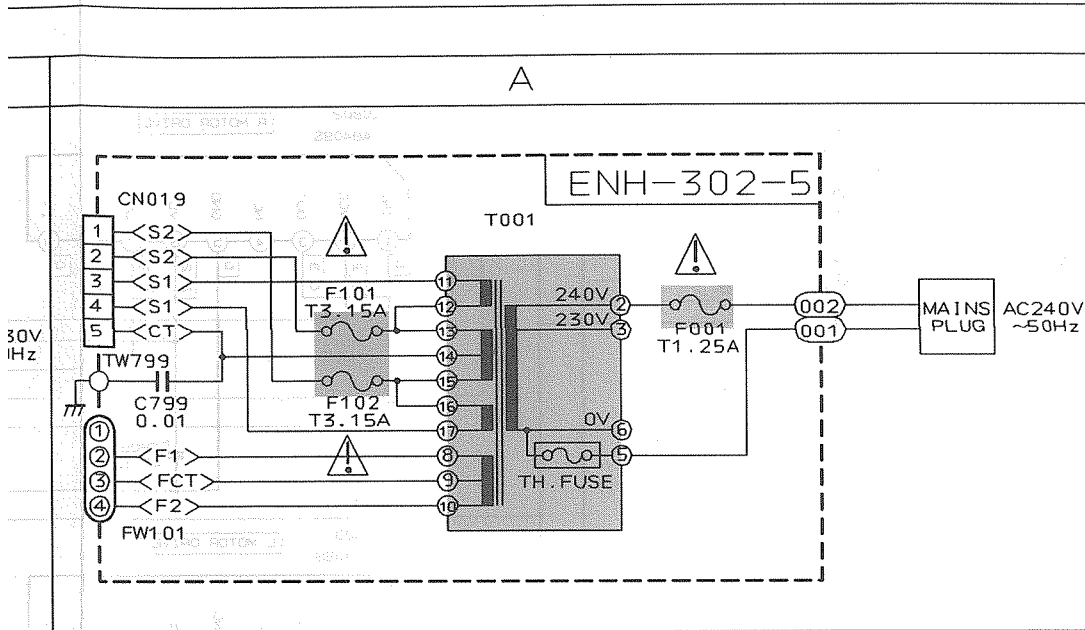 A
ENH-302-5
CN019
T001
1 S2
2 S2
3 S1
4 S1
5 CT
F101
T3.15A
F102
T3.15A
TW799
C799
0.01
1
2 F1
3 FCT
4 F2
FW101
11
12
13
14
15
16
17
8
9
10
240V 2
230V 3
0V 6
5
TH.FUSE
F001
T1.25A
002
001
MAINS
PLUG
AC240V
~50Hz
30V
Hz